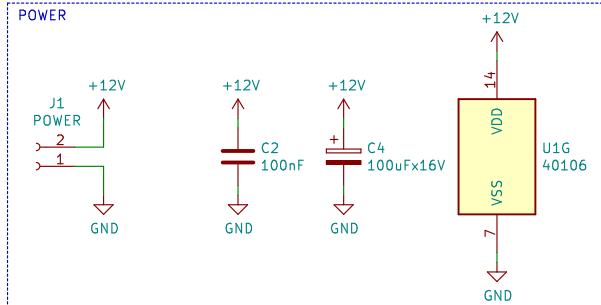 POWER
+12V
+12V
+12V
+12V
J1
POWER
2
1
C2
100nF
+
C4
100uFx16V
14
VDD
VSS
7
U1G
40106
GND
GND
GND
GND